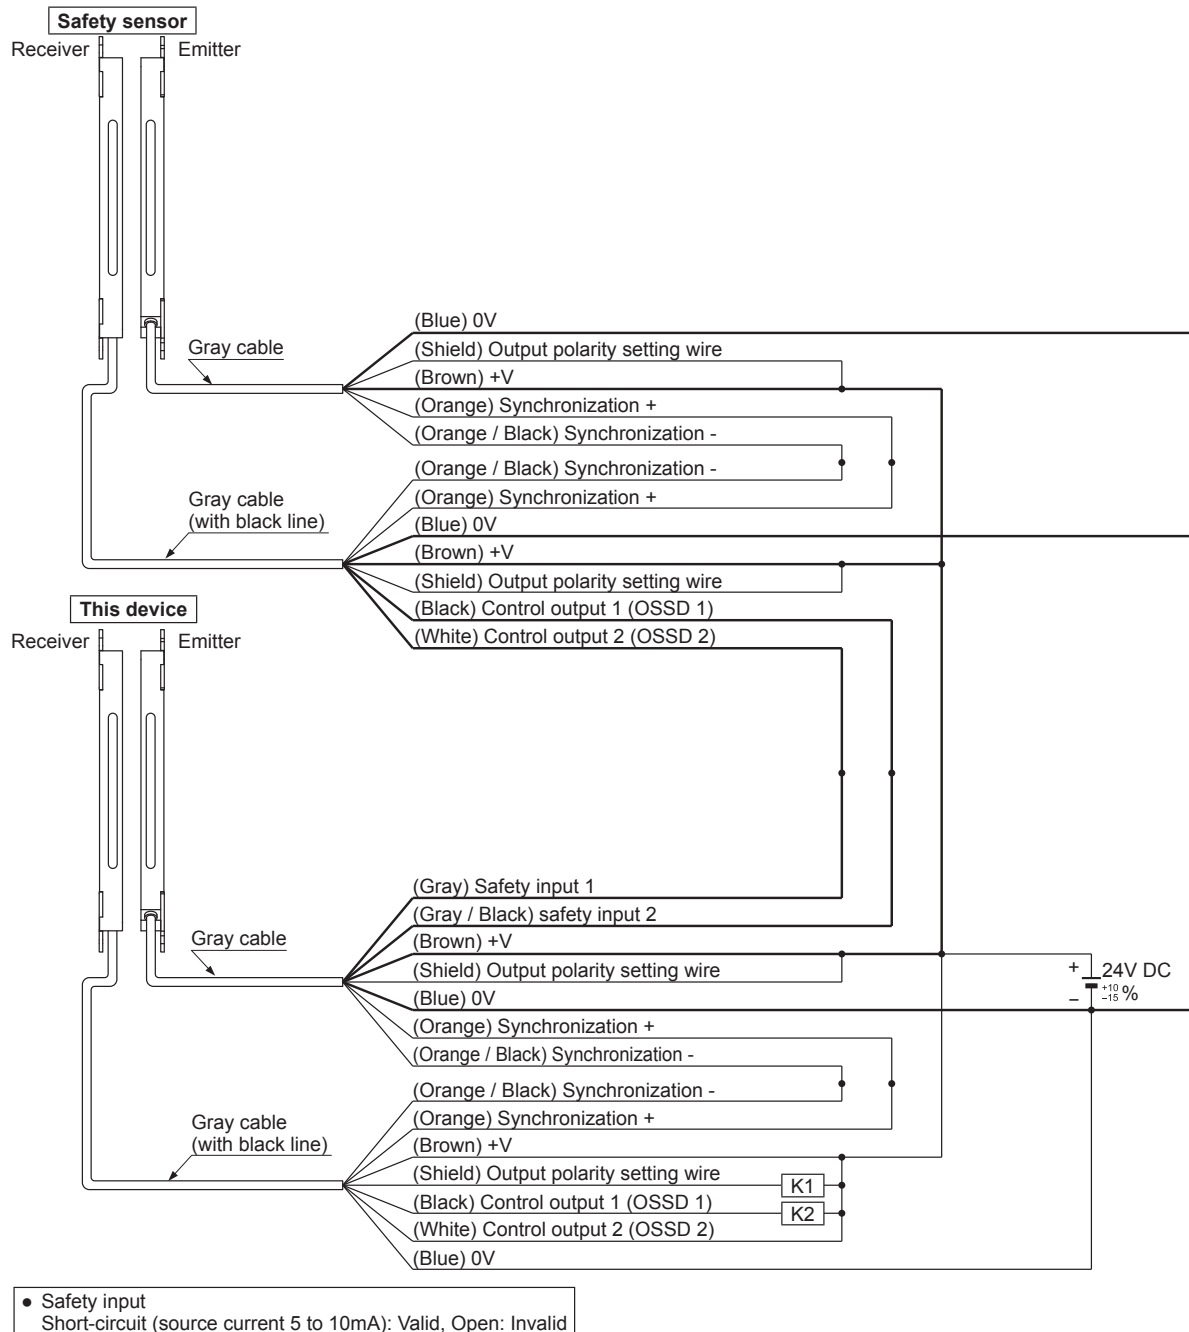 Safety sensor
Receiver
Emitter
(Blue) 0V
(Shield) Output polarity setting wire
(Brown) +V
(Orange) Synchronization +
(Orange / Black) Synchronization -
Gray cable
(Orange / Black) Synchronization -
(Orange) Synchronization +
(Blue) 0V
(Brown) +V
(Shield) Output polarity setting wire
(Black) Control output 1 (OSSD 1)
(White) Control output 2 (OSSD 2)
Gray cable
(with black line)
This device
Receiver
Emitter
(Gray) Safety input 1
(Gray / Black) safety input 2
(Brown) +V
(Shield) Output polarity setting wire
(Blue) 0V
(Orange) Synchronization +
(Orange / Black) Synchronization -
Gray cable
+ 24V DC
+10
−15 %
−
(Orange / Black) Synchronization -
(Orange) Synchronization +
(Brown) +V
(Shield) Output polarity setting wire
K1
(Black) Control output 1 (OSSD 1)
K2
(White) Control output 2 (OSSD 2)
(Blue) 0V
Gray cable
(with black line)
● Safety input
Short-circuit (source current 5 to 10mA): Valid, Open: Invalid